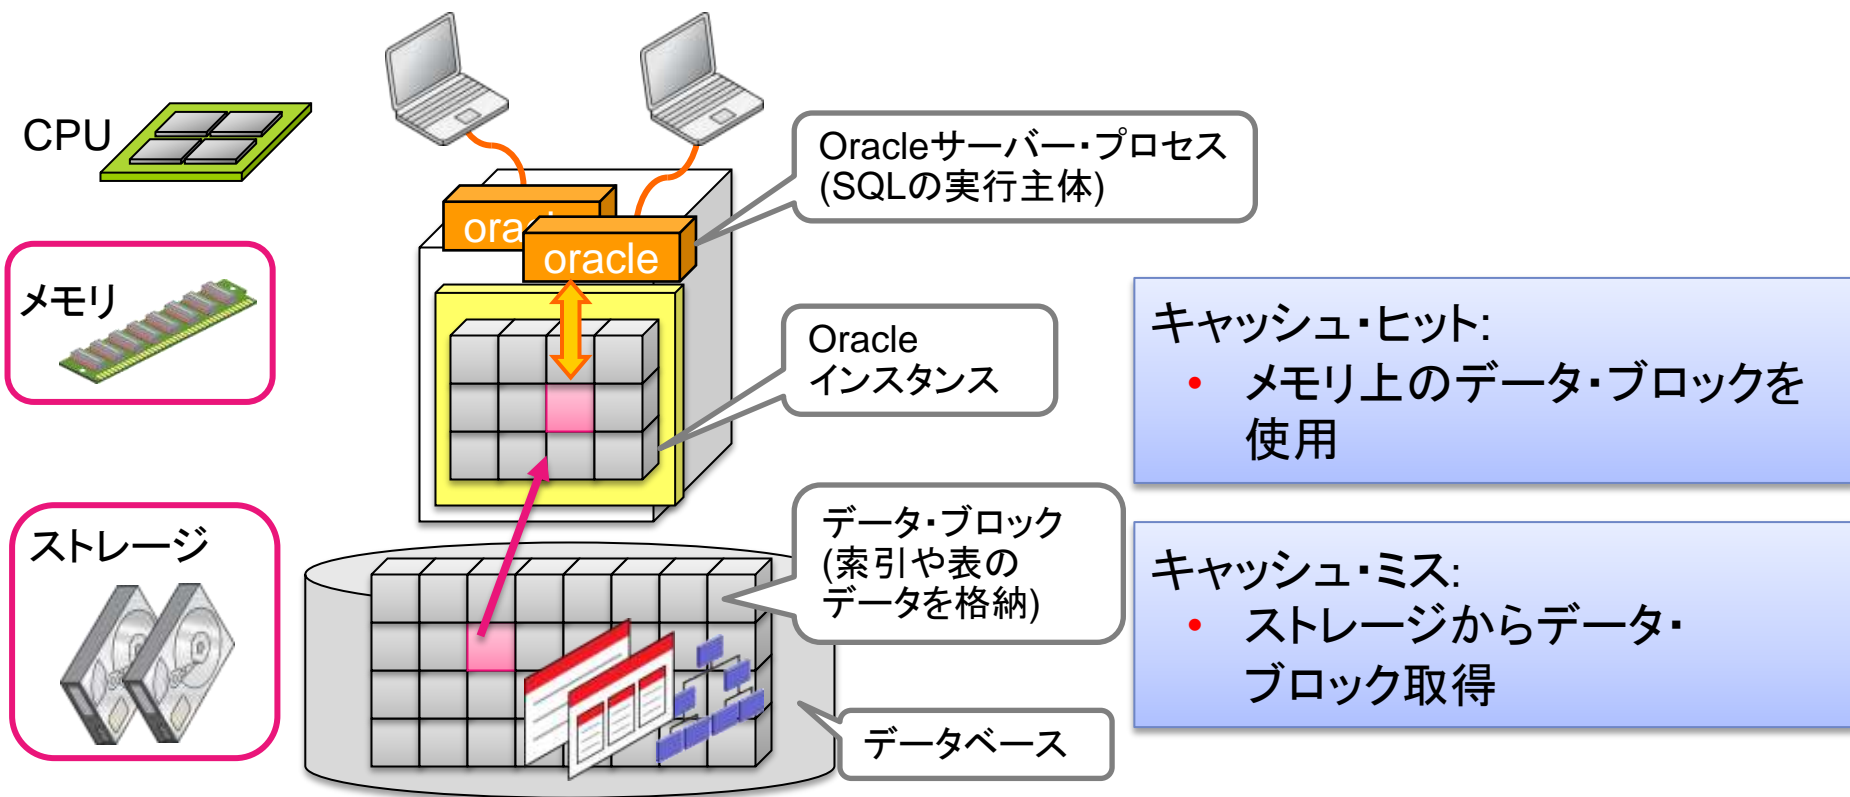 CPU
Oracleサーバー・プロセス
(SQLの実行主体)
ora
oracle
メモリ
Oracle
インスタンス
キャッシュ・ヒット:
• メモリ上のデータ・ブロックを
使用
ストレージ
データ・ブロック
(索引や表の
データを格納)
キャッシュ・ミス:
• ストレージからデータ・
ブロック取得
データベース